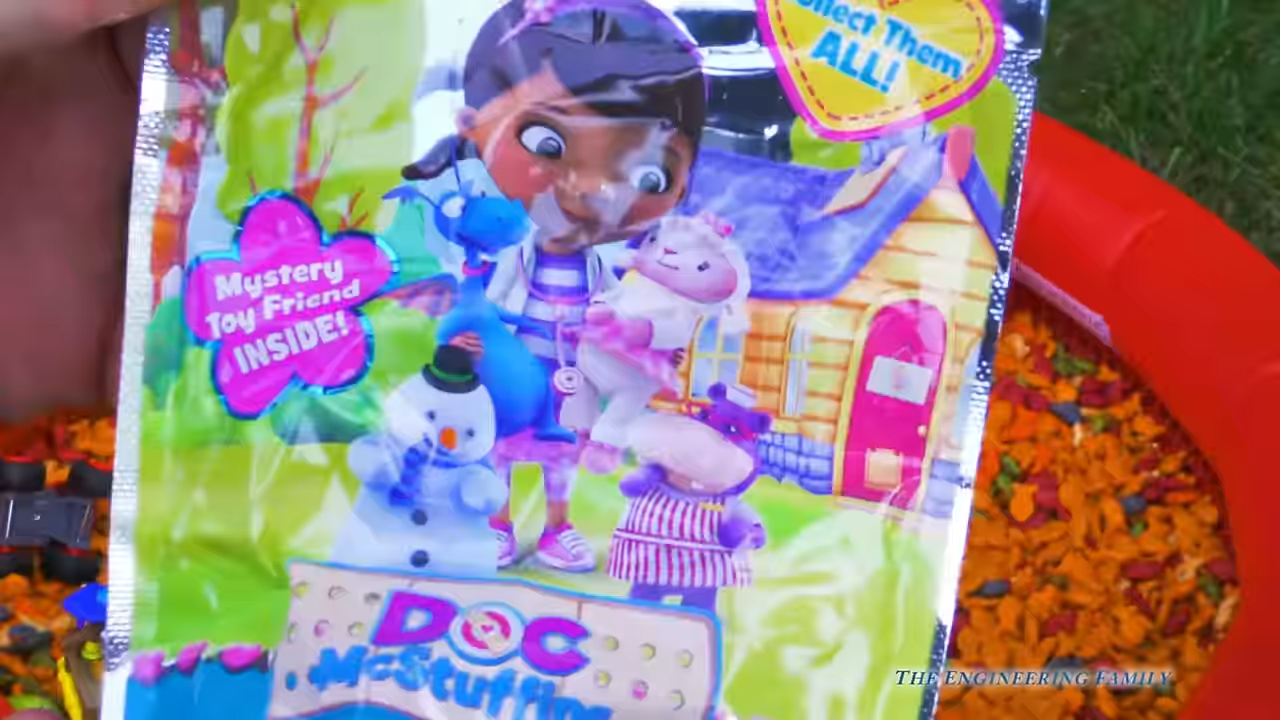 Collect Them
ALL!
Mystery
Toy Friend
INSIDE!
DOC
McStuffins
THE ENGINEERING FAMILY